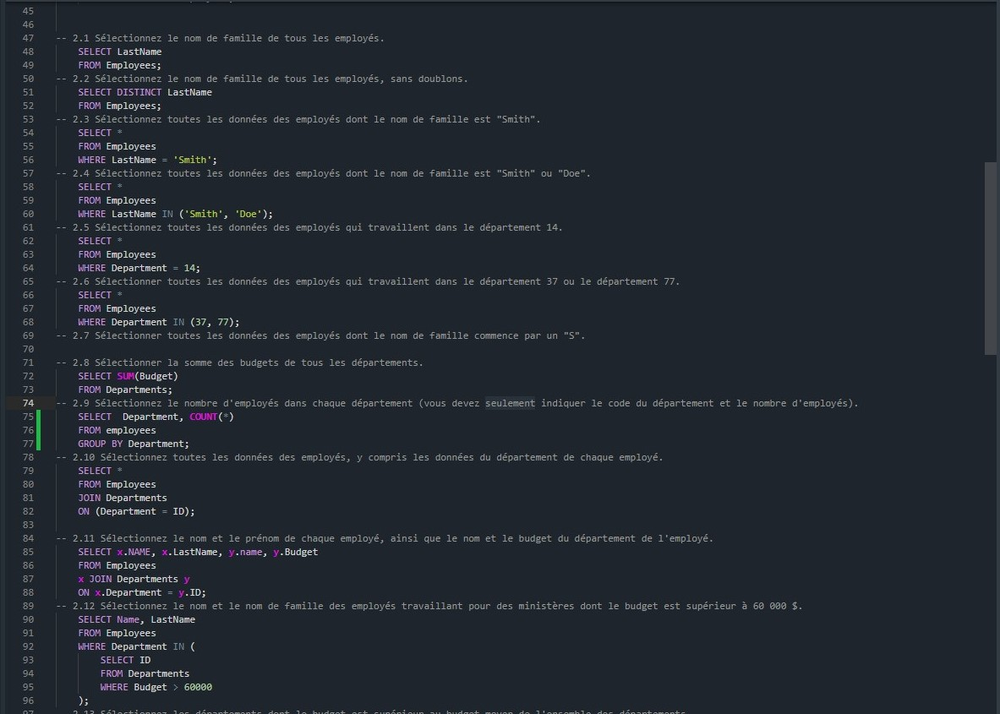 45
46
47 -- 2.1 Sélectionnez le nom de famille de tous les employés.
48 SELECT LastName
49 FROM Employees;
50 -- 2.2 Sélectionnez le nom de famille de tous les employés, sans doublons.
51 SELECT DISTINCT LastName
52 FROM Employees;
53 -- 2.3 Sélectionnez toutes les données des employés dont le nom de famille est "Smith".
54 SELECT *
55 FROM Employees
56 WHERE LastName = 'Smith';
57 -- 2.4 Sélectionnez toutes les données des employés dont le nom de famille est "Smith" ou "Doe".
58 SELECT *
59 FROM Employees
60 WHERE LastName IN ('Smith', 'Doe');
61 -- 2.5 Sélectionnez toutes les données des employés qui travaillent dans le département 14.
62 SELECT *
63 FROM Employees
64 WHERE Department = 14;
65 -- 2.6 Sélectionner toutes les données des employés qui travaillent dans le département 37 ou le département 77.
66 SELECT *
67 FROM Employees
68 WHERE Department IN (37, 77);
69 -- 2.7 Sélectionner toutes les données des employés dont le nom de famille commence par un "S".
70
71 -- 2.8 Sélectionner la somme des budgets de tous les départements.
72 SELECT SUM(Budget)
73 FROM Departments;
74 -- 2.9 Sélectionnez le nombre d'employés dans chaque département (vous devez seulement indiquer le code du département et le nombre d'employés).
75 SELECT  Department, COUNT(*)
76 FROM employees
77 GROUP BY Department;
78 -- 2.10 Sélectionnez toutes les données des employés, y compris les données du département de chaque employé.
79 SELECT *
80 FROM Employees
81 JOIN Departments
82 ON (Department = ID);
83
84 -- 2.11 Sélectionnez le nom et le prénom de chaque employé, ainsi que le nom et le budget du département de l'employé.
85 SELECT x.NAME, x.LastName, y.name, y.Budget
86 FROM Employees
87 x JOIN Departments y
88 ON x.Department = y.ID;
89 -- 2.12 Sélectionnez le nom et le nom de famille des employés travaillant pour des ministères dont le budget est supérieur à 60 000 $.
90 SELECT Name, LastName
91 FROM Employees
92 WHERE Department IN (
93 SELECT ID
94 FROM Departments
95 WHERE Budget > 60000
96 );
97 -- 2.13 Sélectionnez les départements dont le budget est supérieur au budget moyen de l'ensemble des départements.